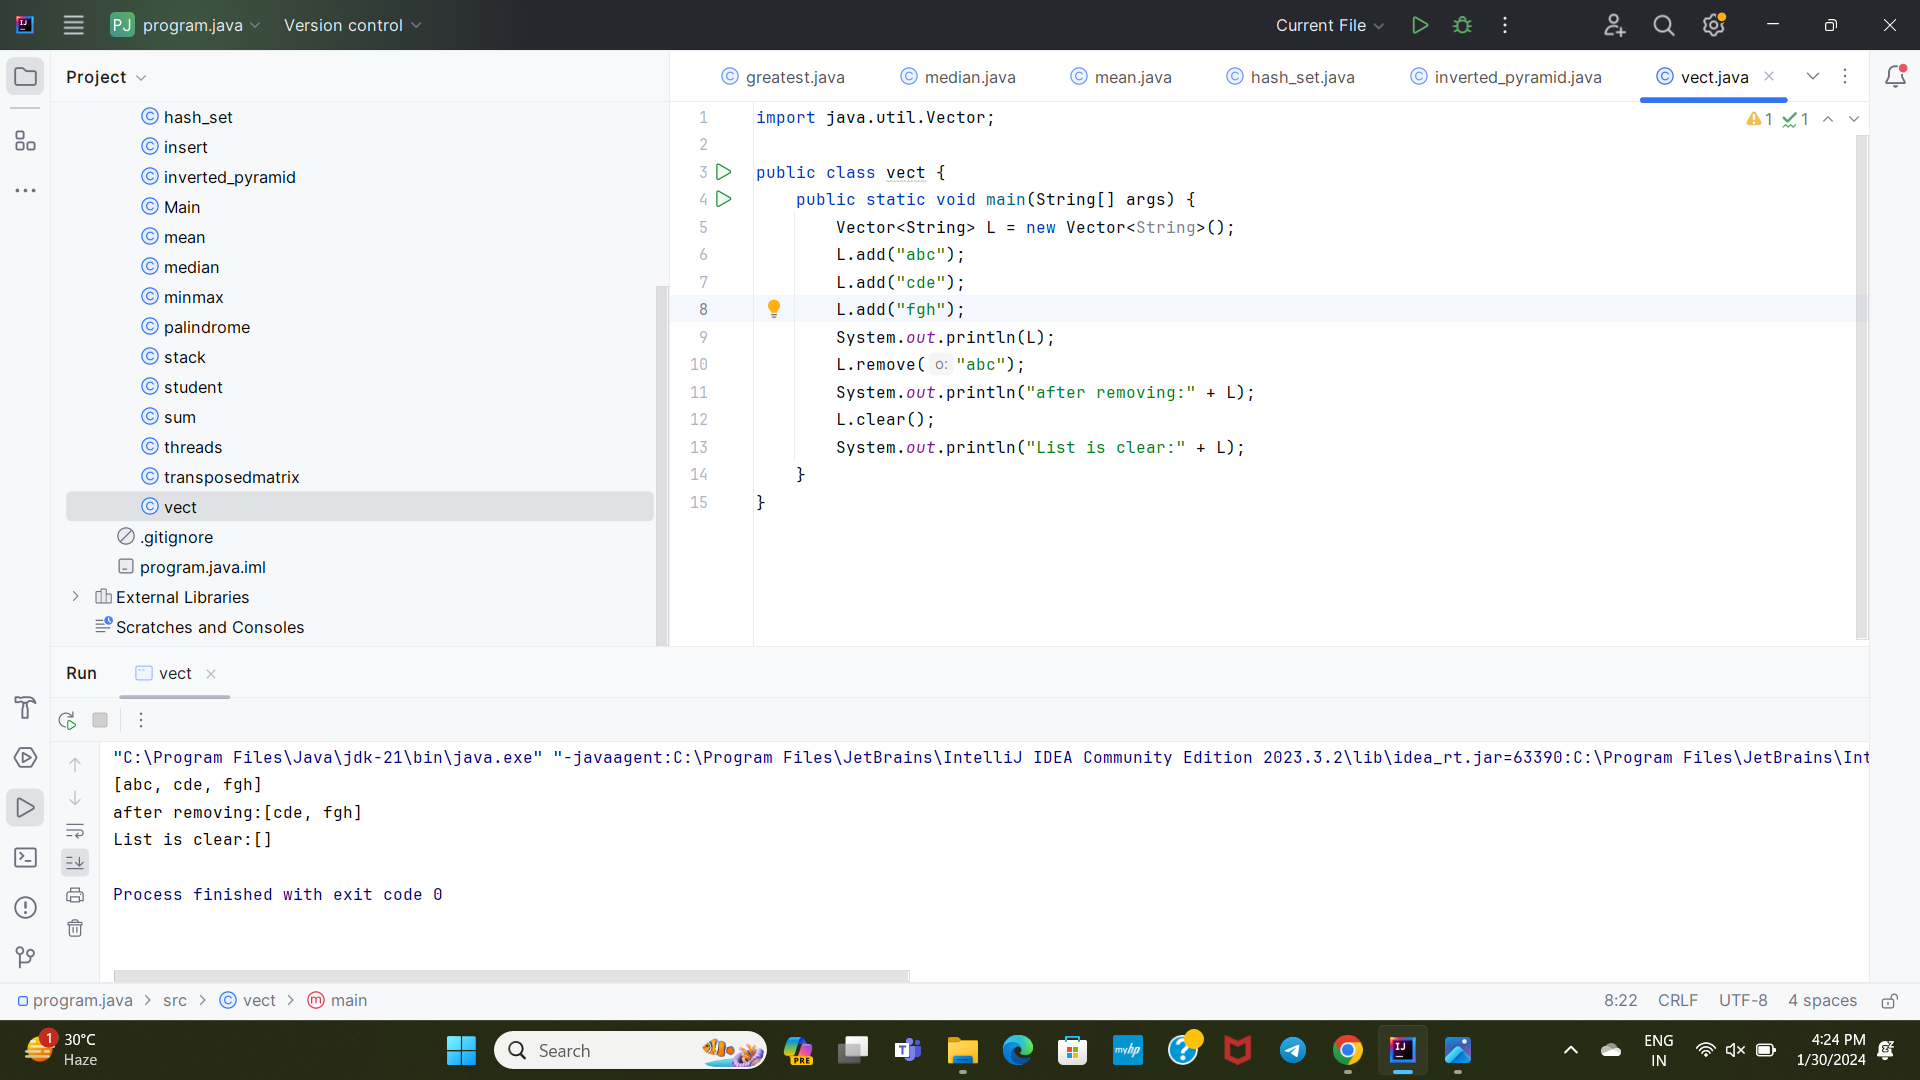 PJ program.java Version control Current File
Project
greatest.java median.java mean.java hash_set.java inverted_pyramid.java vect.java
hash_set
insert
inverted_pyramid
Main
mean
median
minmax
palindrome
stack
student
sum
threads
transposedmatrix
vect
.gitignore
program.java.iml
External Libraries
Scratches and Consoles
1 import java.util.Vector; 1 1
2
3 public class vect {
4 public static void main(String[] args) {
5 Vector<String> L = new Vector<String>();
6 L.add("abc");
7 L.add("cde");
8 L.add("fgh");
9 System.out.println(L);
10 L.remove( o: "abc");
11 System.out.println("after removing:" + L);
12 L.clear();
13 System.out.println("List is clear:" + L);
14 }
15 }
Run vect
"C:\Program Files\Java\jdk-21\bin\java.exe" "-javaagent:C:\Program Files\JetBrains\IntelliJ IDEA Community Edition 2023.3.2\lib\idea_rt.jar=63390:C:\Program Files\JetBrains\Int
[abc, cde, fgh]
after removing:[cde, fgh]
List is clear:[]
Process finished with exit code 0
program.java > src > vect > main 8:22 CRLF UTF-8 4 spaces
1 30°C
Haze
Search
PRE
myhp
ENG
IN
4:24 PM
1/30/2024